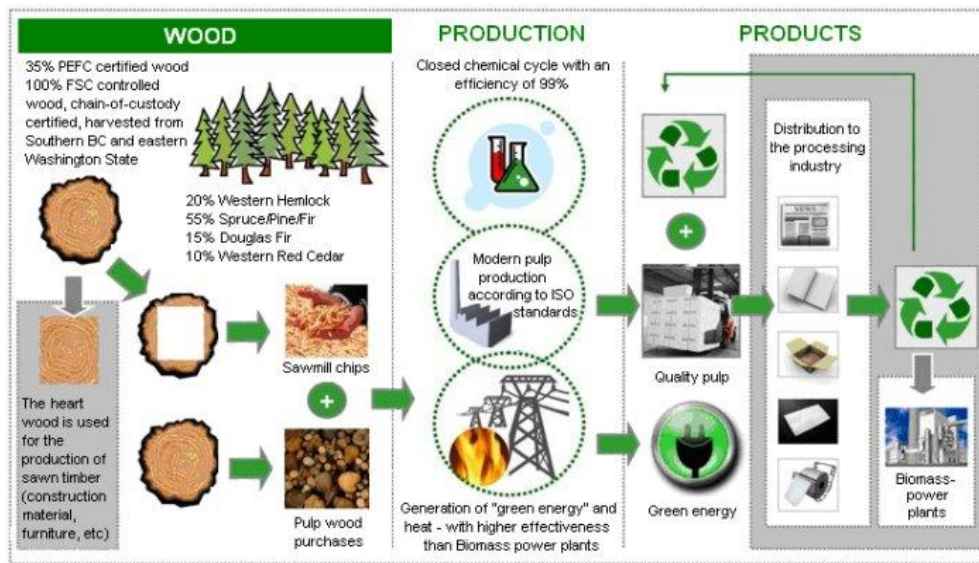 WOOD
35% PEFC certified wood
100% FSC controlled
wood, chain-of-custody
certified, harvested from
Southern BC and eastern
Washington State
20% Western Hemlock
55% Spruce/Pine/Fir
15% Douglas Fir
10% Western Red Cedar
Sawmill chips
The heart
wood is used
for the
production of
sawn timber
(construction
material,
furniture, etc)
Pulp wood
purchases
PRODUCTION
Closed chemical cycle with an
efficiency of 99%
Modern pulp
production
according to ISO
standards
Generation of "green energy" and
heat - with higher effectiveness
than Biomass power plants
PRODUCTS
Quality pulp
Green energy
Distribution to
the processing
industry
NEWS
Biomass-
power
plants